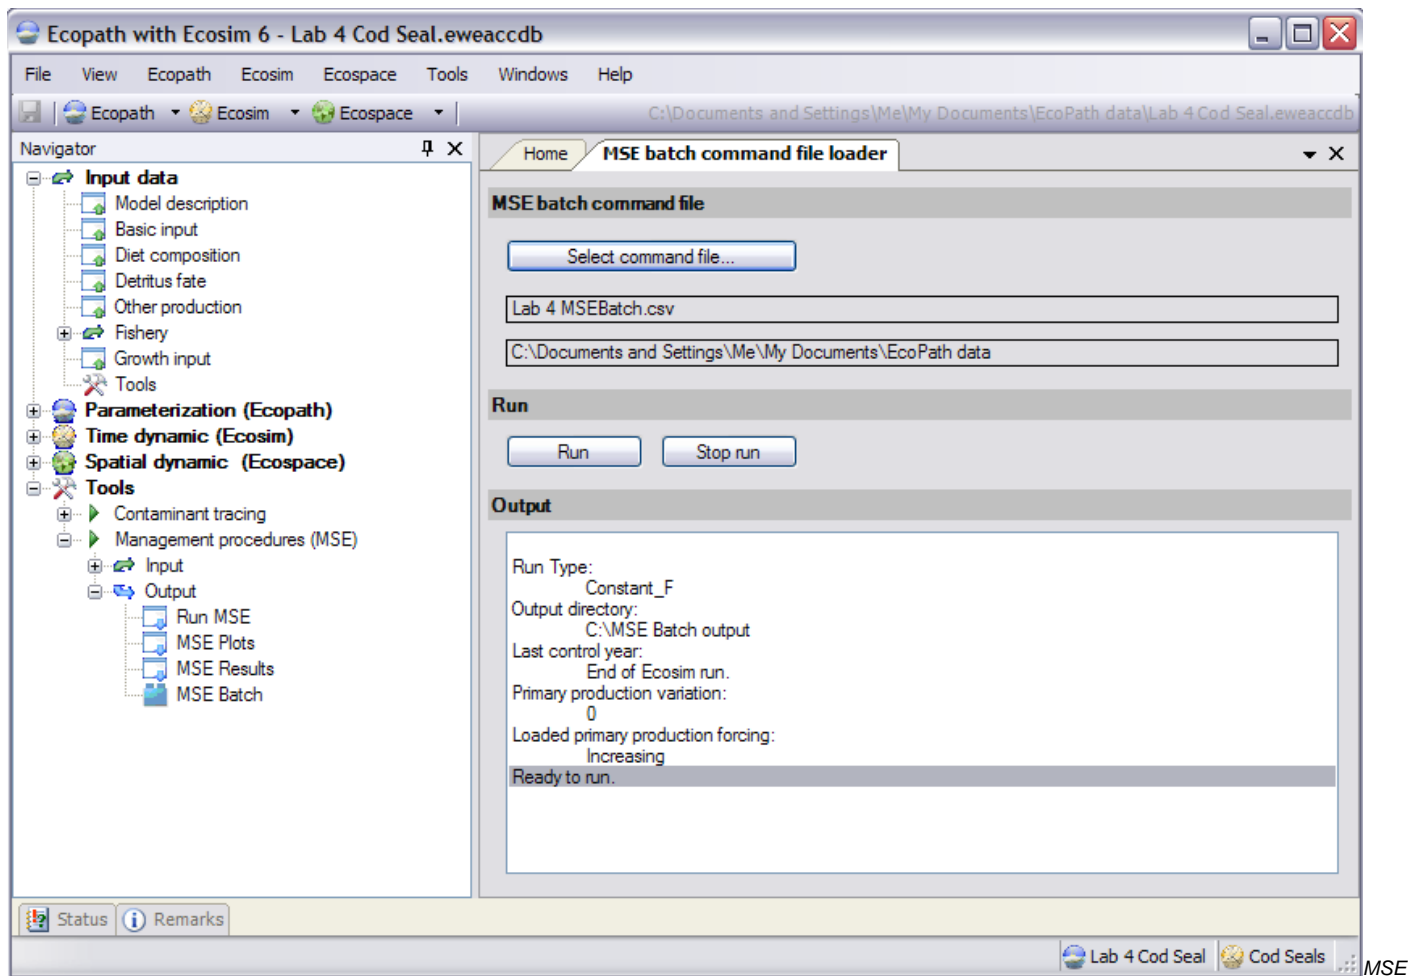 Ecopath with Ecosim 6 - Lab 4 Cod Seal.eweaccdb
File View Ecopath Ecosim Ecospace Tools Windows Help
Ecopath Ecosim Ecospace C:\Documents and Settings\Me\My Documents\EcoPath data\Lab 4 Cod Seal.eweaccdb
Navigator
Input data
Model description
Basic input
Diet composition
Detritus fate
Other production
Fishery
Growth input
Tools
Parameterization (Ecopath)
Time dynamic (Ecosim)
Spatial dynamic (Ecospace)
Tools
Contaminant tracing
Management procedures (MSE)
Input
Output
Run MSE
MSE Plots
MSE Results
MSE Batch
Home MSE batch command file loader
MSE batch command file
Select command file...
Lab 4 MSEBatch.csv
C:\Documents and Settings\Me\My Documents\EcoPath data
Run
Run Stop run
Output
Run Type:
Constant_F
Output directory:
C:\MSE Batch output
Last control year:
End of Ecosim run.
Primary production variation:
0
Loaded primary production forcing:
Increasing
Ready to run.
Status Remarks
Lab 4 Cod Seal Cod Seals
MSE